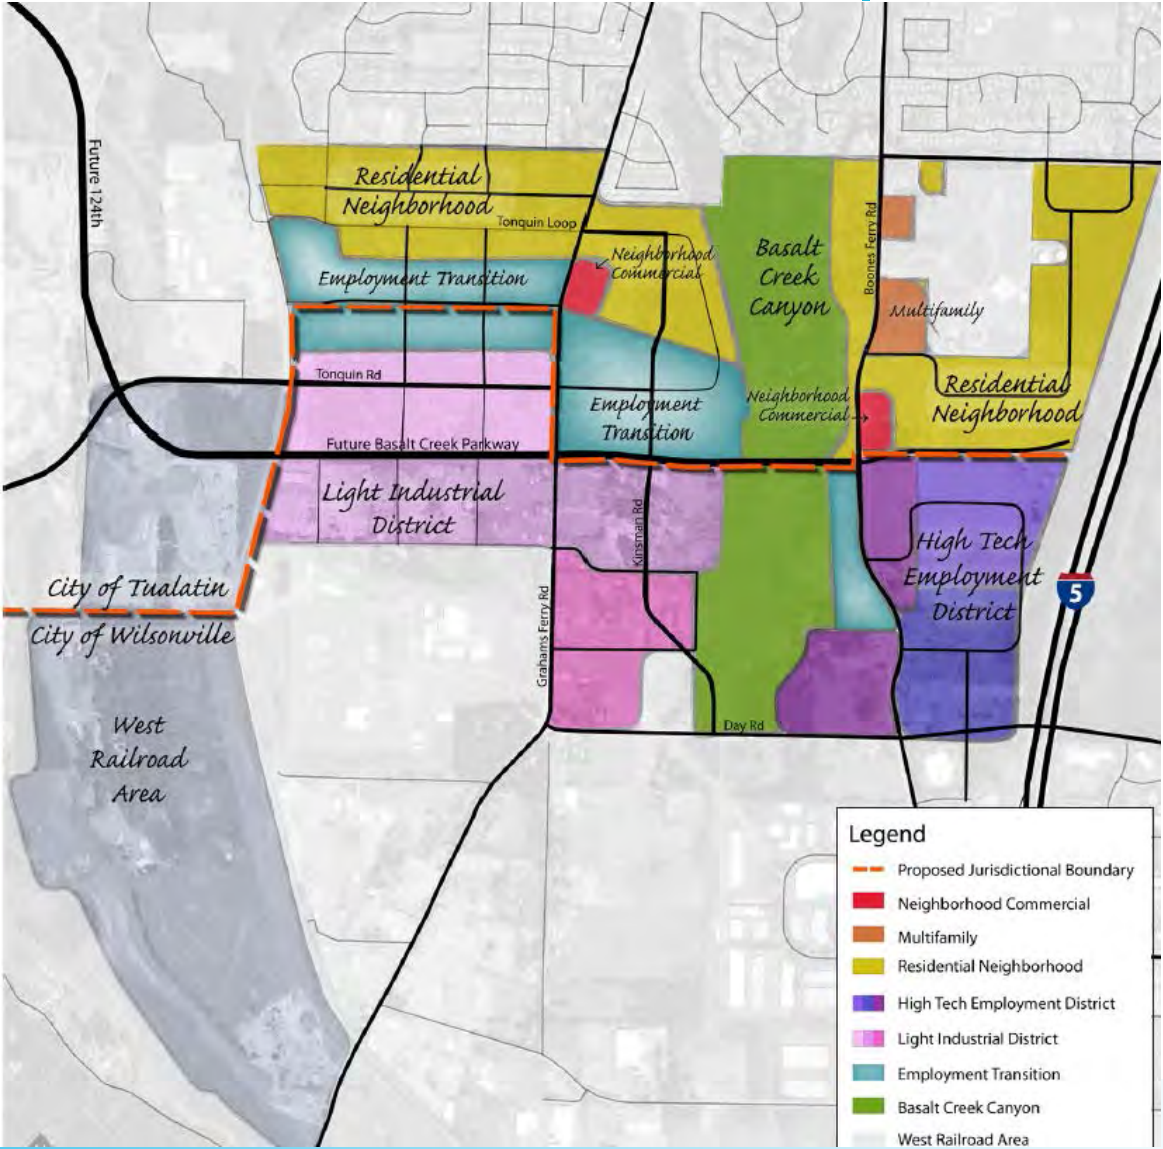 Future 124th
Residential
Neighborhood
Tonquin Loop
Employment Transition
Neighborhood
Commercial
Basalt
Creek
Canyon
Boones Ferry Rd
Multifamily
Tonquin Rd
Employment
Transition
Neighborhood
Commercial
Residential
Neighborhood
Future Basalt Creek Parkway
Light Industrial
District
Kinsman Rd
High Tech
Employment
District
5
City of Tualatin
City of Wilsonville
Grahams Ferry Rd
West
Railroad
Area
Day Rd
Legend
Proposed Jurisdictional Boundary
Neighborhood Commercial
Multifamily
Residential Neighborhood
High Tech Employment District
Light Industrial District
Employment Transition
Basalt Creek Canyon
West Railroad Area